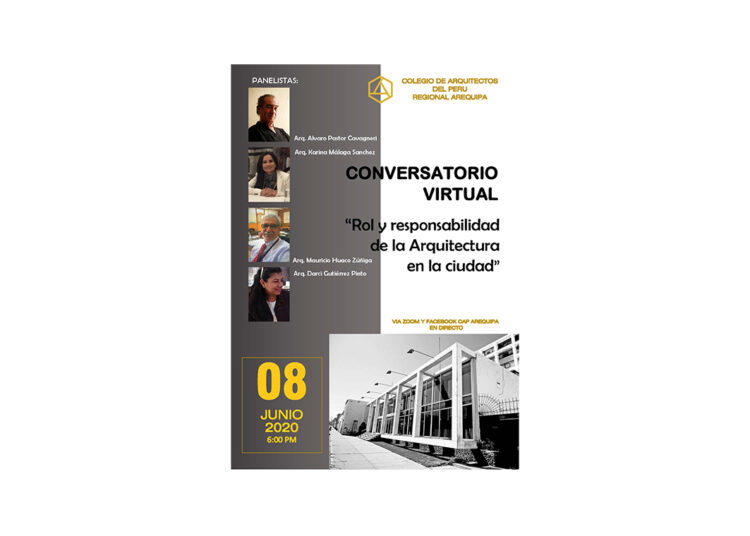 PANELISTAS:
Arq. Alvaro Pastor Cavagneri
Arq. Karina Málaga Sanchez
Arq. Mauricio Huaco Zúñiga
Arq. Darci Gutiérrez Pinto
COLEGIO DE ARQUITECTOS
DEL PERU
REGIONAL AREQUIPA
CONVERSATORIO
VIRTUAL
“Rol y responsabilidad
de la Arquitectura
en la ciudad”
VIA ZOOM Y FACEBOOK CAP AREQUIPA
EN DIRECTO
08
JUNIO
2020
6:00 PM